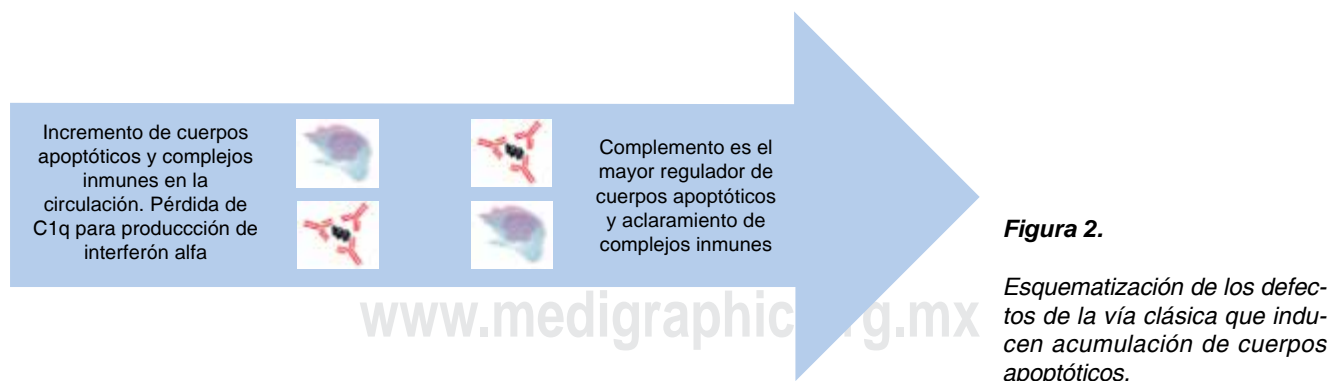 Incremento de cuerpos
apoptóticos y complejos
inmunes en la
circulación. Pérdida de
C1q para produccción de
interferón alfa
Complemento es el
mayor regulador de
cuerpos apoptóticos
y aclaramiento de
complejos inmunes
Figura 2.
Esquematización de los defec-
tos de la vía clásica que indu-
cen acumulación de cuerpos
apoptóticos.
www.medigraphic.org.mx